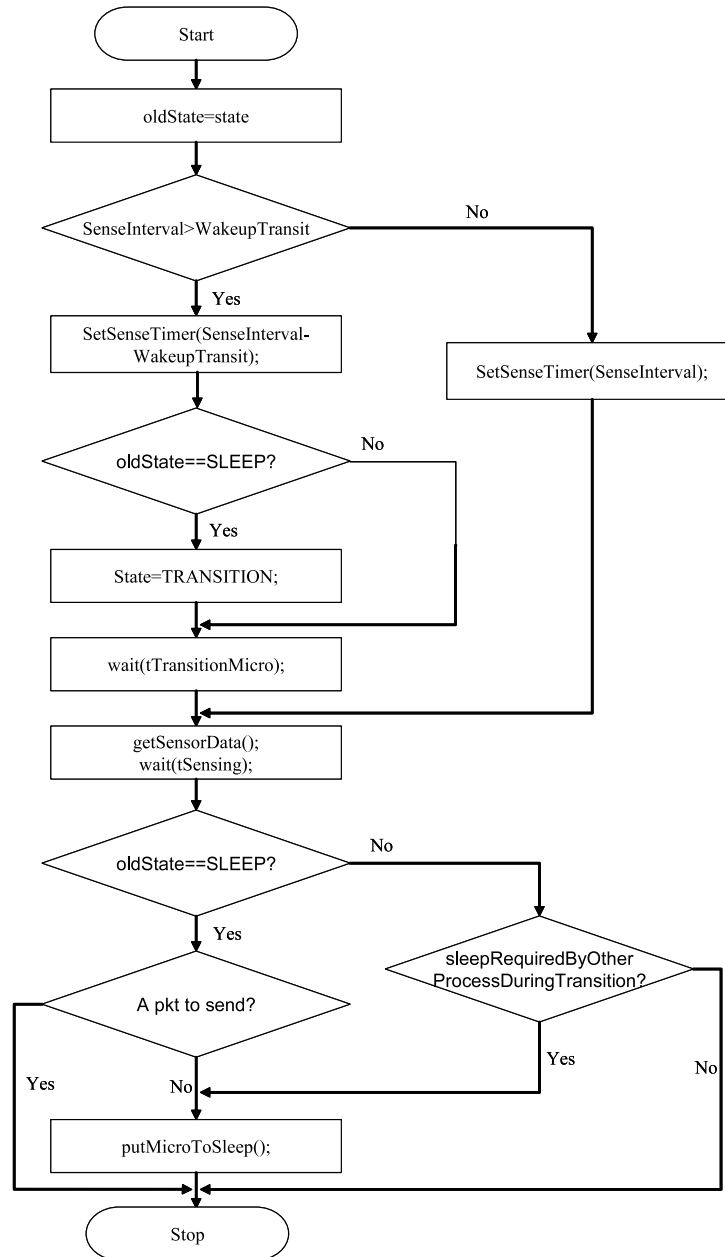 Start
oldState=state
SenseInterval>WakeupTransit
No
Yes
SetSenseTimer(SenseInterval-
WakeupTransit);
SetSenseTimer(SenseInterval);
oldState==SLEEP?
No
Yes
State=TRANSITION;
wait(tTransitionMicro);
getSensorData();
wait(tSensing);
oldState==SLEEP?
No
Yes
sleepRequiredByOther
ProcessDuringTransition?
A pkt to send?
Yes
No
Yes
No
putMicroToSleep();
Stop